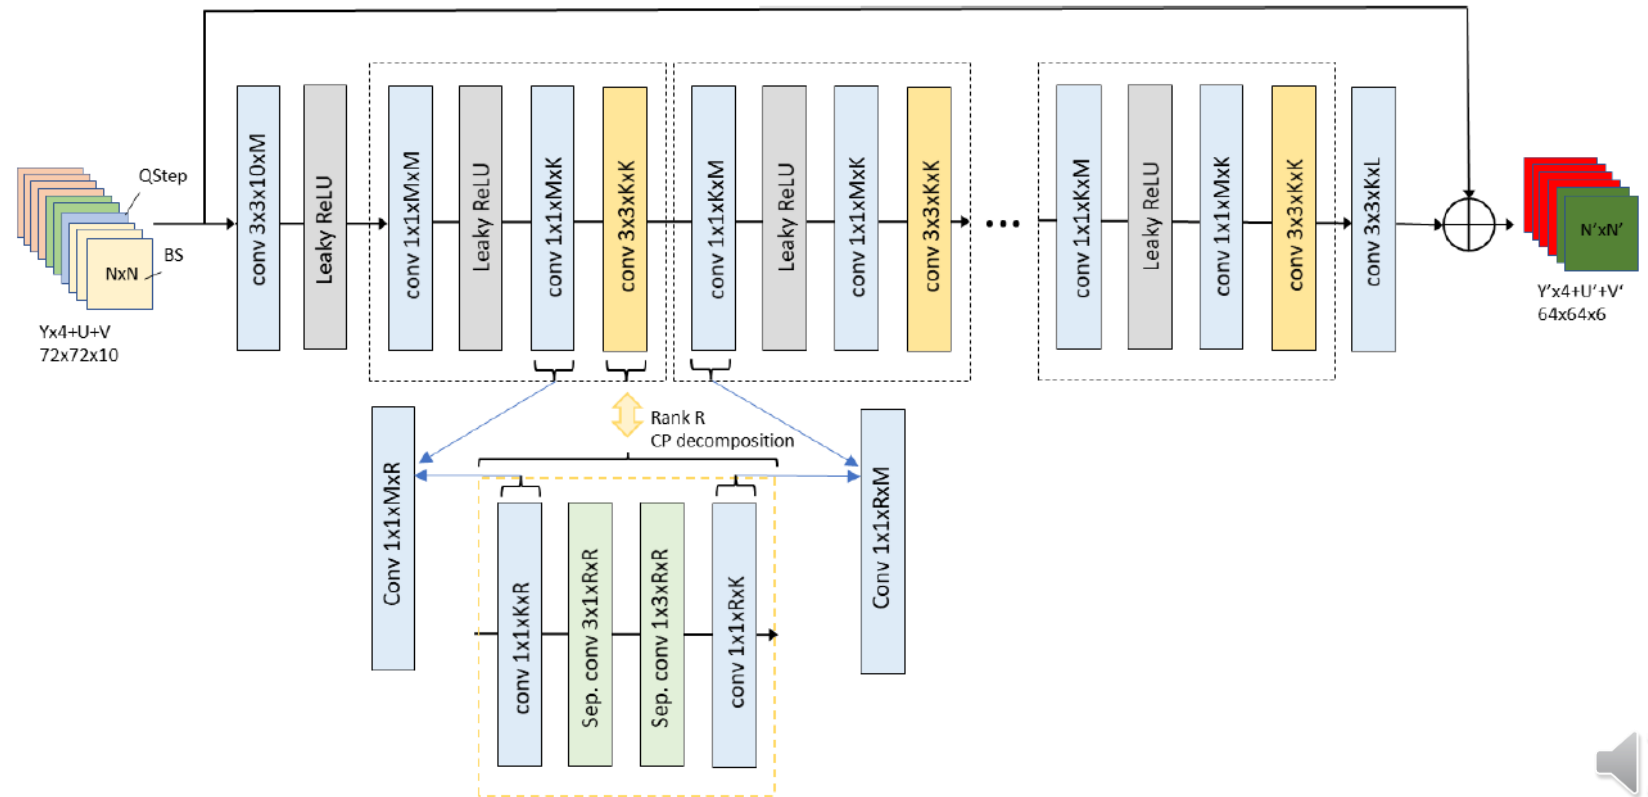 QStep
BS
NxN
Yx4+U+V
72x72x10
conv 3x3x10xM
Leaky ReLU
conv 1x1xMxM
Leaky ReLU
conv 1x1xMxK
conv 3x3xKxK
conv 1x1xKxM
Leaky ReLU
conv 1x1xMxK
conv 3x3xKxK
...
conv 1x1xKxM
Leaky ReLU
conv 1x1xMxK
conv 3x3xKxK
conv 3x3xKxL
N'xN'
Y'x4+U'+V'
64x64x6
Rank R
CP decomposition
Conv 1x1xMxR
conv 1x1xKxR
Sep. conv 3x1xRxR
Sep. conv 1x3xRxR
conv 1x1xRxK
Conv 1x1xRxM